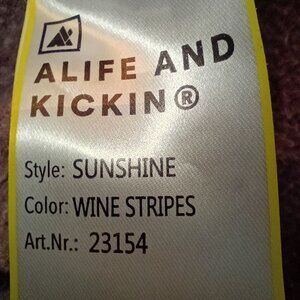 ALIFE AND
KICKIN®
Style: SUNSHINE
Color: WINE STRIPES
Art.Nr.: 23154